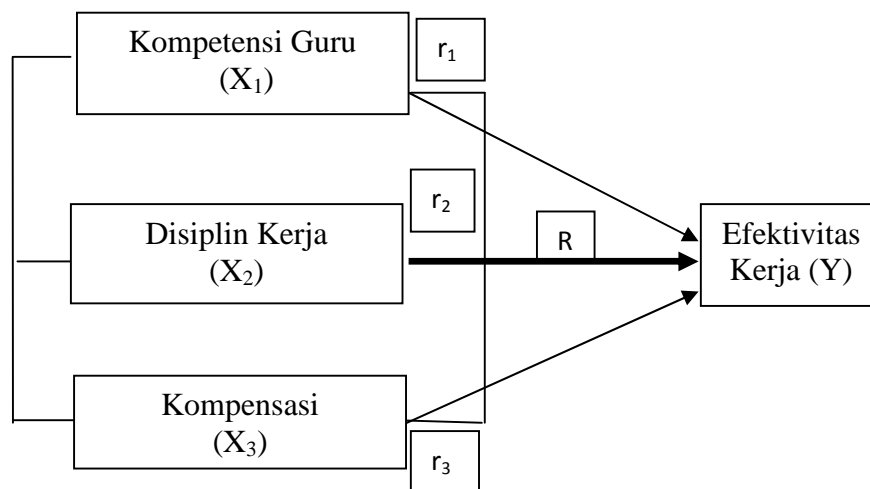 Kompetensi Guru
(X₁)
r₁
Disiplin Kerja
(X₂)
r₂
R
Efektivitas
Kerja (Y)
Kompensasi
(X₃)
r₃